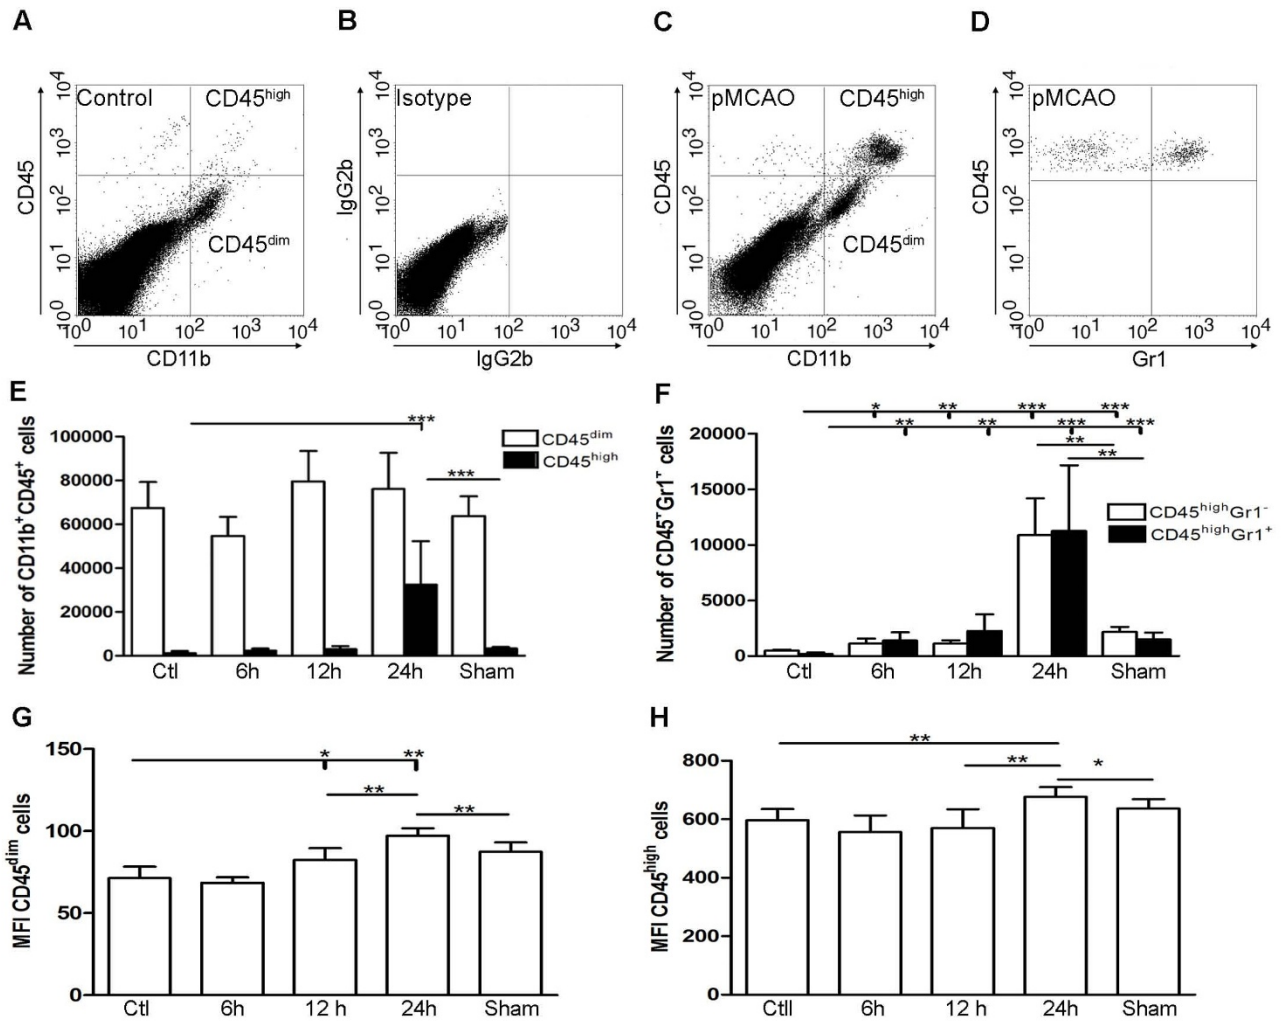 A
B
C
D
Control CD45high
CD45dim
CD45
10⁴
10³
10²
10¹
10⁰
10⁰ 10¹ 10² 10³ 10⁴
CD11b
Isotype
IgG2b
10⁴
10³
10²
10¹
10⁰
10⁰ 10¹ 10² 10³ 10⁴
IgG2b
pMCAO CD45high
CD45dim
CD45
10⁴
10³
10²
10¹
10⁰
10⁰ 10¹ 10² 10³ 10⁴
CD11b
pMCAO
CD45
10⁴
10³
10²
10¹
10⁰
10⁰ 10¹ 10² 10³ 10⁴
Gr1
E
Number of CD11b⁺CD45⁺ cells
100000
80000
60000
40000
20000
0
***
***
CD45dim
CD45high
Ctl 6h 12h 24h Sham
F
Number of CD45⁺Gr1⁺ cells
20000
15000
10000
5000
0
* ** *** ***
** ** *** ***
**
**
CD45highGr1⁻
CD45highGr1⁺
Ctl 6h 12h 24h Sham
G
MFI CD45dim cells
150
100
50
0
* **
**
**
Ctl 6h 12 h 24h Sham
H
MFI CD45high cells
800
600
400
200
0
**
**
*
Ctll 6h 12 h 24h Sham